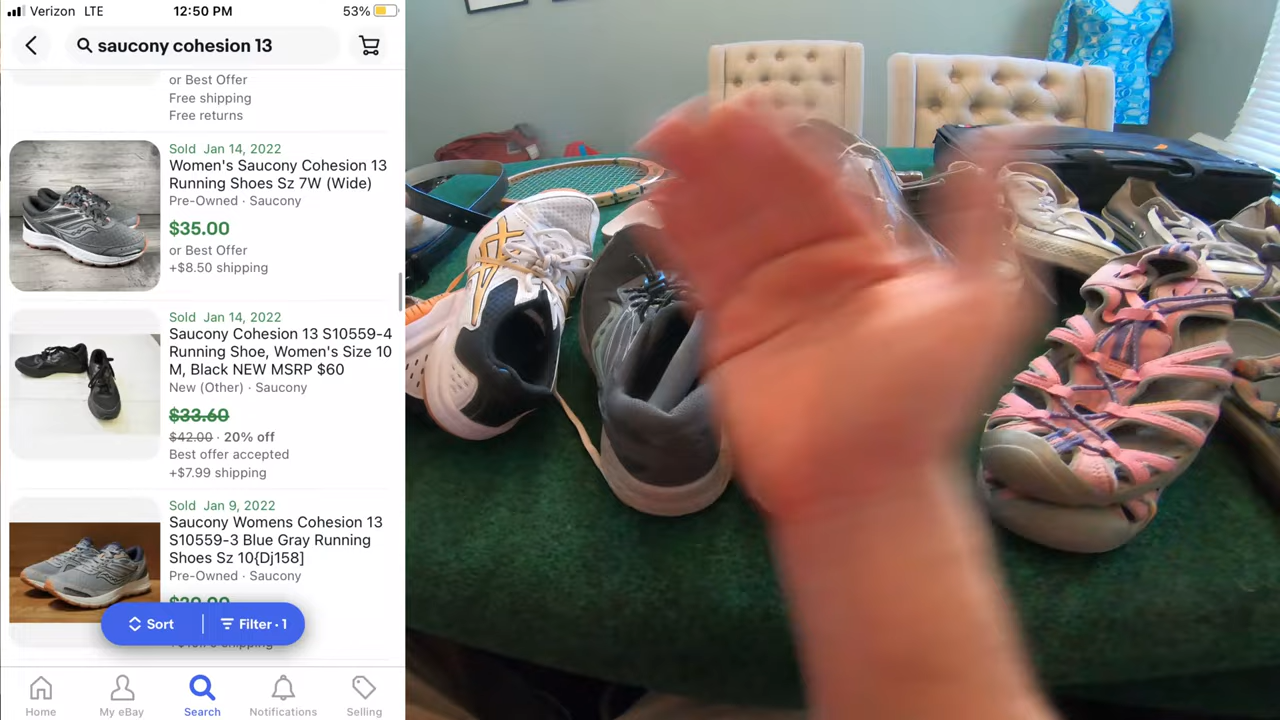 Verizon LTE 12:50 PM 53%
saucony cohesion 13
or Best Offer
Free shipping
Free returns
Sold Jan 14, 2022
Women's Saucony Cohesion 13
Running Shoes Sz 7W (Wide)
Pre-Owned · Saucony
$35.00
or Best Offer
+$8.50 shipping
Sold Jan 14, 2022
Saucony Cohesion 13 S10559-4
Running Shoe, Women's Size 10
M, Black NEW MSRP $60
New (Other) · Saucony
$33.60
$42.00 · 20% off
Best offer accepted
+$7.99 shipping
Sold Jan 9, 2022
Saucony Womens Cohesion 13
S10559-3 Blue Gray Running
Shoes Sz 10{Dj158]
Pre-Owned · Saucony
Sort Filter · 1
shipping
Home My eBay Search Notifications Selling